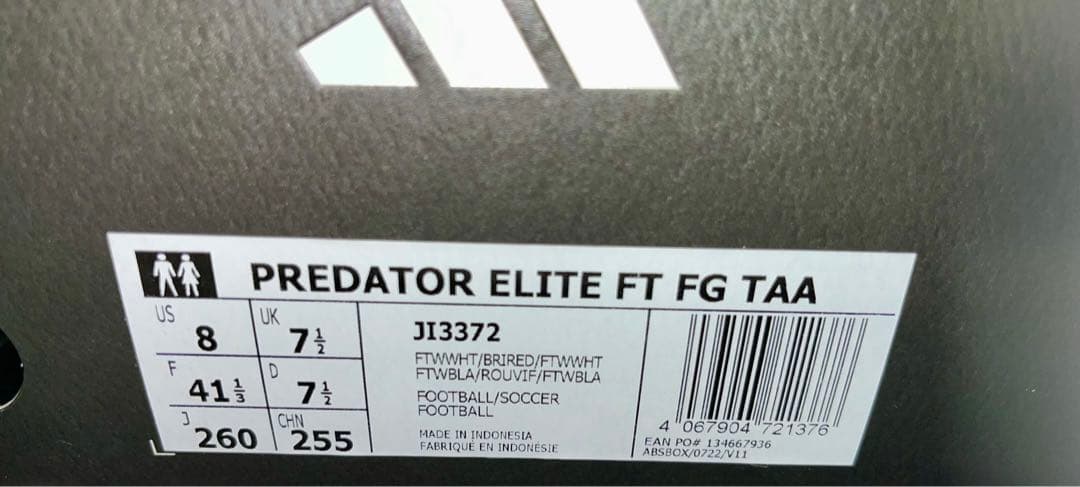 PREDATOR ELITE FT FG TAA
US 8 UK 7½
F 41⅓ D 7½
J 260 CHN 255
JI3372
FTWWHT/BRIRED/FTWWHT
FTWBLA/ROUVIF/FTWBLA
FOOTBALL/SOCCER
FOOTBALL
MADE IN INDONESIA
FABRIQUÉ EN INDONÉSIE
4 067904 721376
EAN PO# 134667936
ABSBOX/0722/V11